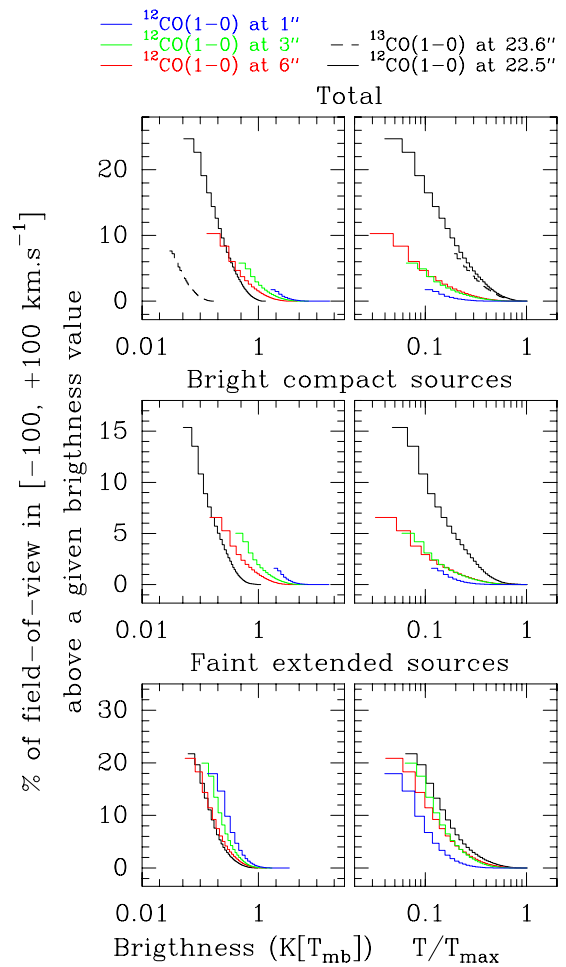 ¹²CO(1−0) at 1″
¹²CO(1−0) at 3″ ¹³CO(1−0) at 23.6″
¹²CO(1−0) at 6″ ¹²CO(1−0) at 22.5″
Total
20
10
0
0.01 1 0.1 1
Bright compact sources
15
10
5
0
0.01 1 0.1 1
Faint extended sources
30
20
10
0
0.01 1 0.1 1
Brigthness (K[Tmb]) T/Tmax
% of field−of−view in [−100, +100 km.s⁻¹]
above a given brigthness value